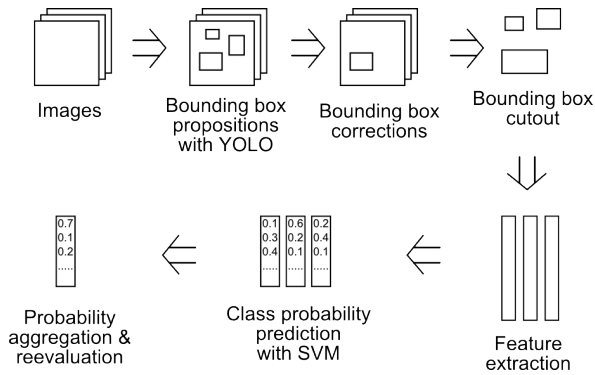 Images
Bounding box
propositions
with YOLO
Bounding box
corrections
Bounding box
cutout
0.7
0.1
0.2
.....
Probability
aggregation &
reevaluation
0.1 0.6 0.2
0.3 0.2 0.4
0.4 0.1 0.1
..... ..... .....
Class probability
prediction
with SVM
Feature
extraction